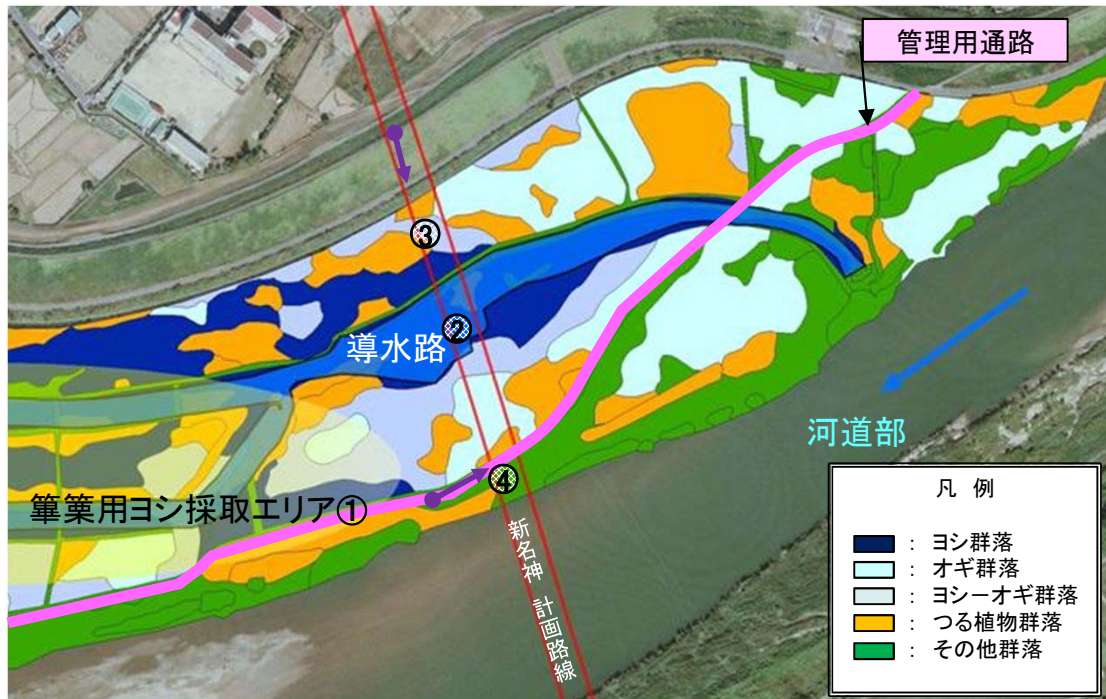 管理用通路
③
②
導水路
河道部
④
篳篥用ヨシ採取エリア①
新名神 計画路線
凡 例
： ヨシ群落
： オギ群落
： ヨシーオギ群落
： つる植物群落
： その他群落